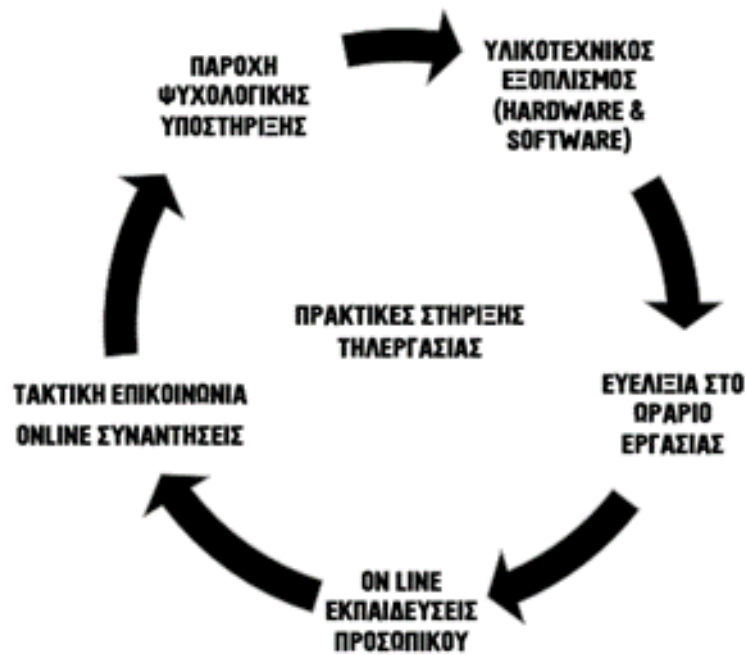 ΠΑΡΟΧΗ
ΨΥΧΟΛΟΓΙΚΗΣ
ΥΠΟΣΤΗΡΙΞΗΣ
ΥΛΙΚΟΤΕΧΝΙΚΟΣ
ΕΞΟΠΛΙΣΜΟΣ
(HARDWARE &
SOFTWARE)
ΠΡΑΚΤΙΚΕΣ ΣΤΗΡΙΞΗΣ
ΤΗΛΕΡΓΑΣΙΑΣ
ΕΥΕΛΙΞΙΑ ΣΤΟ
ΩΡΑΡΙΟ
ΕΡΓΑΣΙΑΣ
ON LINE
ΕΚΠΑΙΔΕΥΣΕΙΣ
ΠΡΟΣΩΠΙΚΟΥ
ΤΑΚΤΙΚΗ ΕΠΙΚΟΙΝΩΝΙΑ
ONLINE ΣΥΝΑΝΤΗΣΕΙΣ